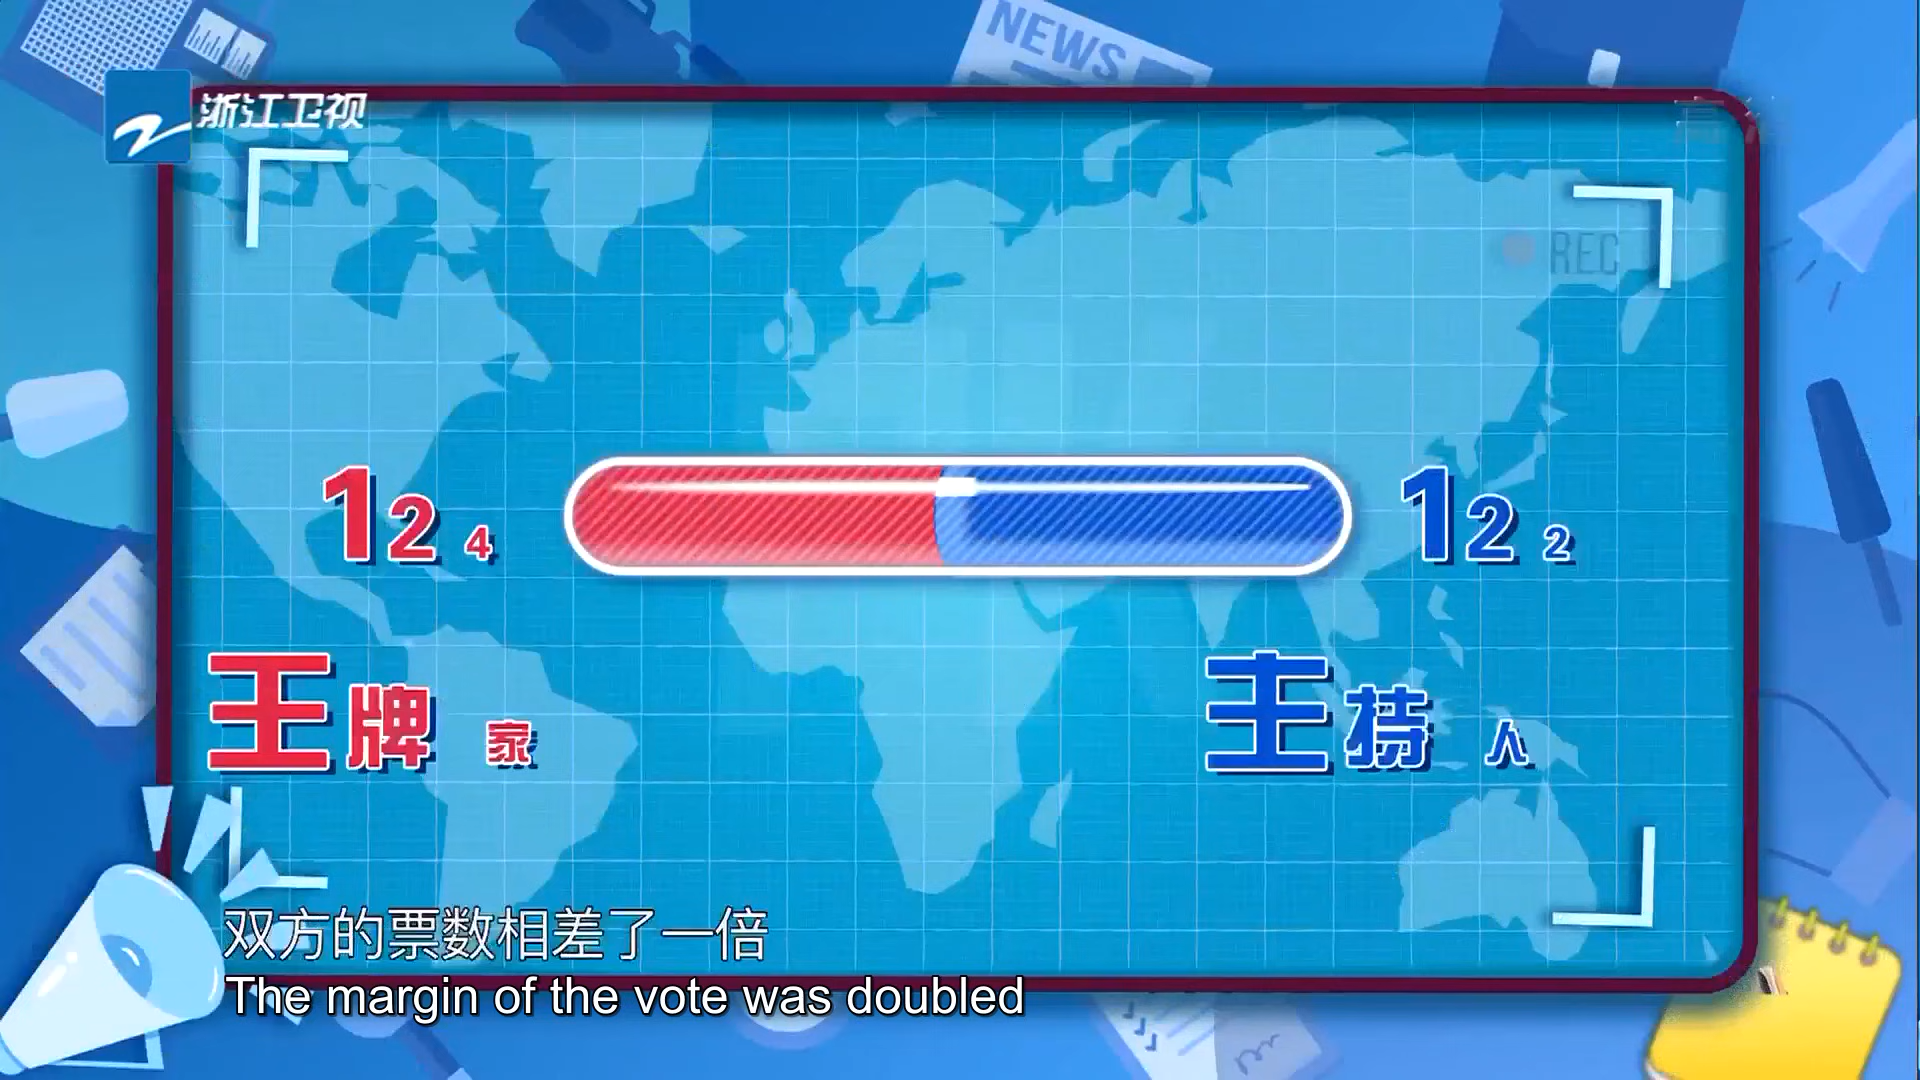 NEWS
浙江卫视
REC
124
122
王牌 家
主持人
双方的票数相差了一倍
The margin of the vote was doubled